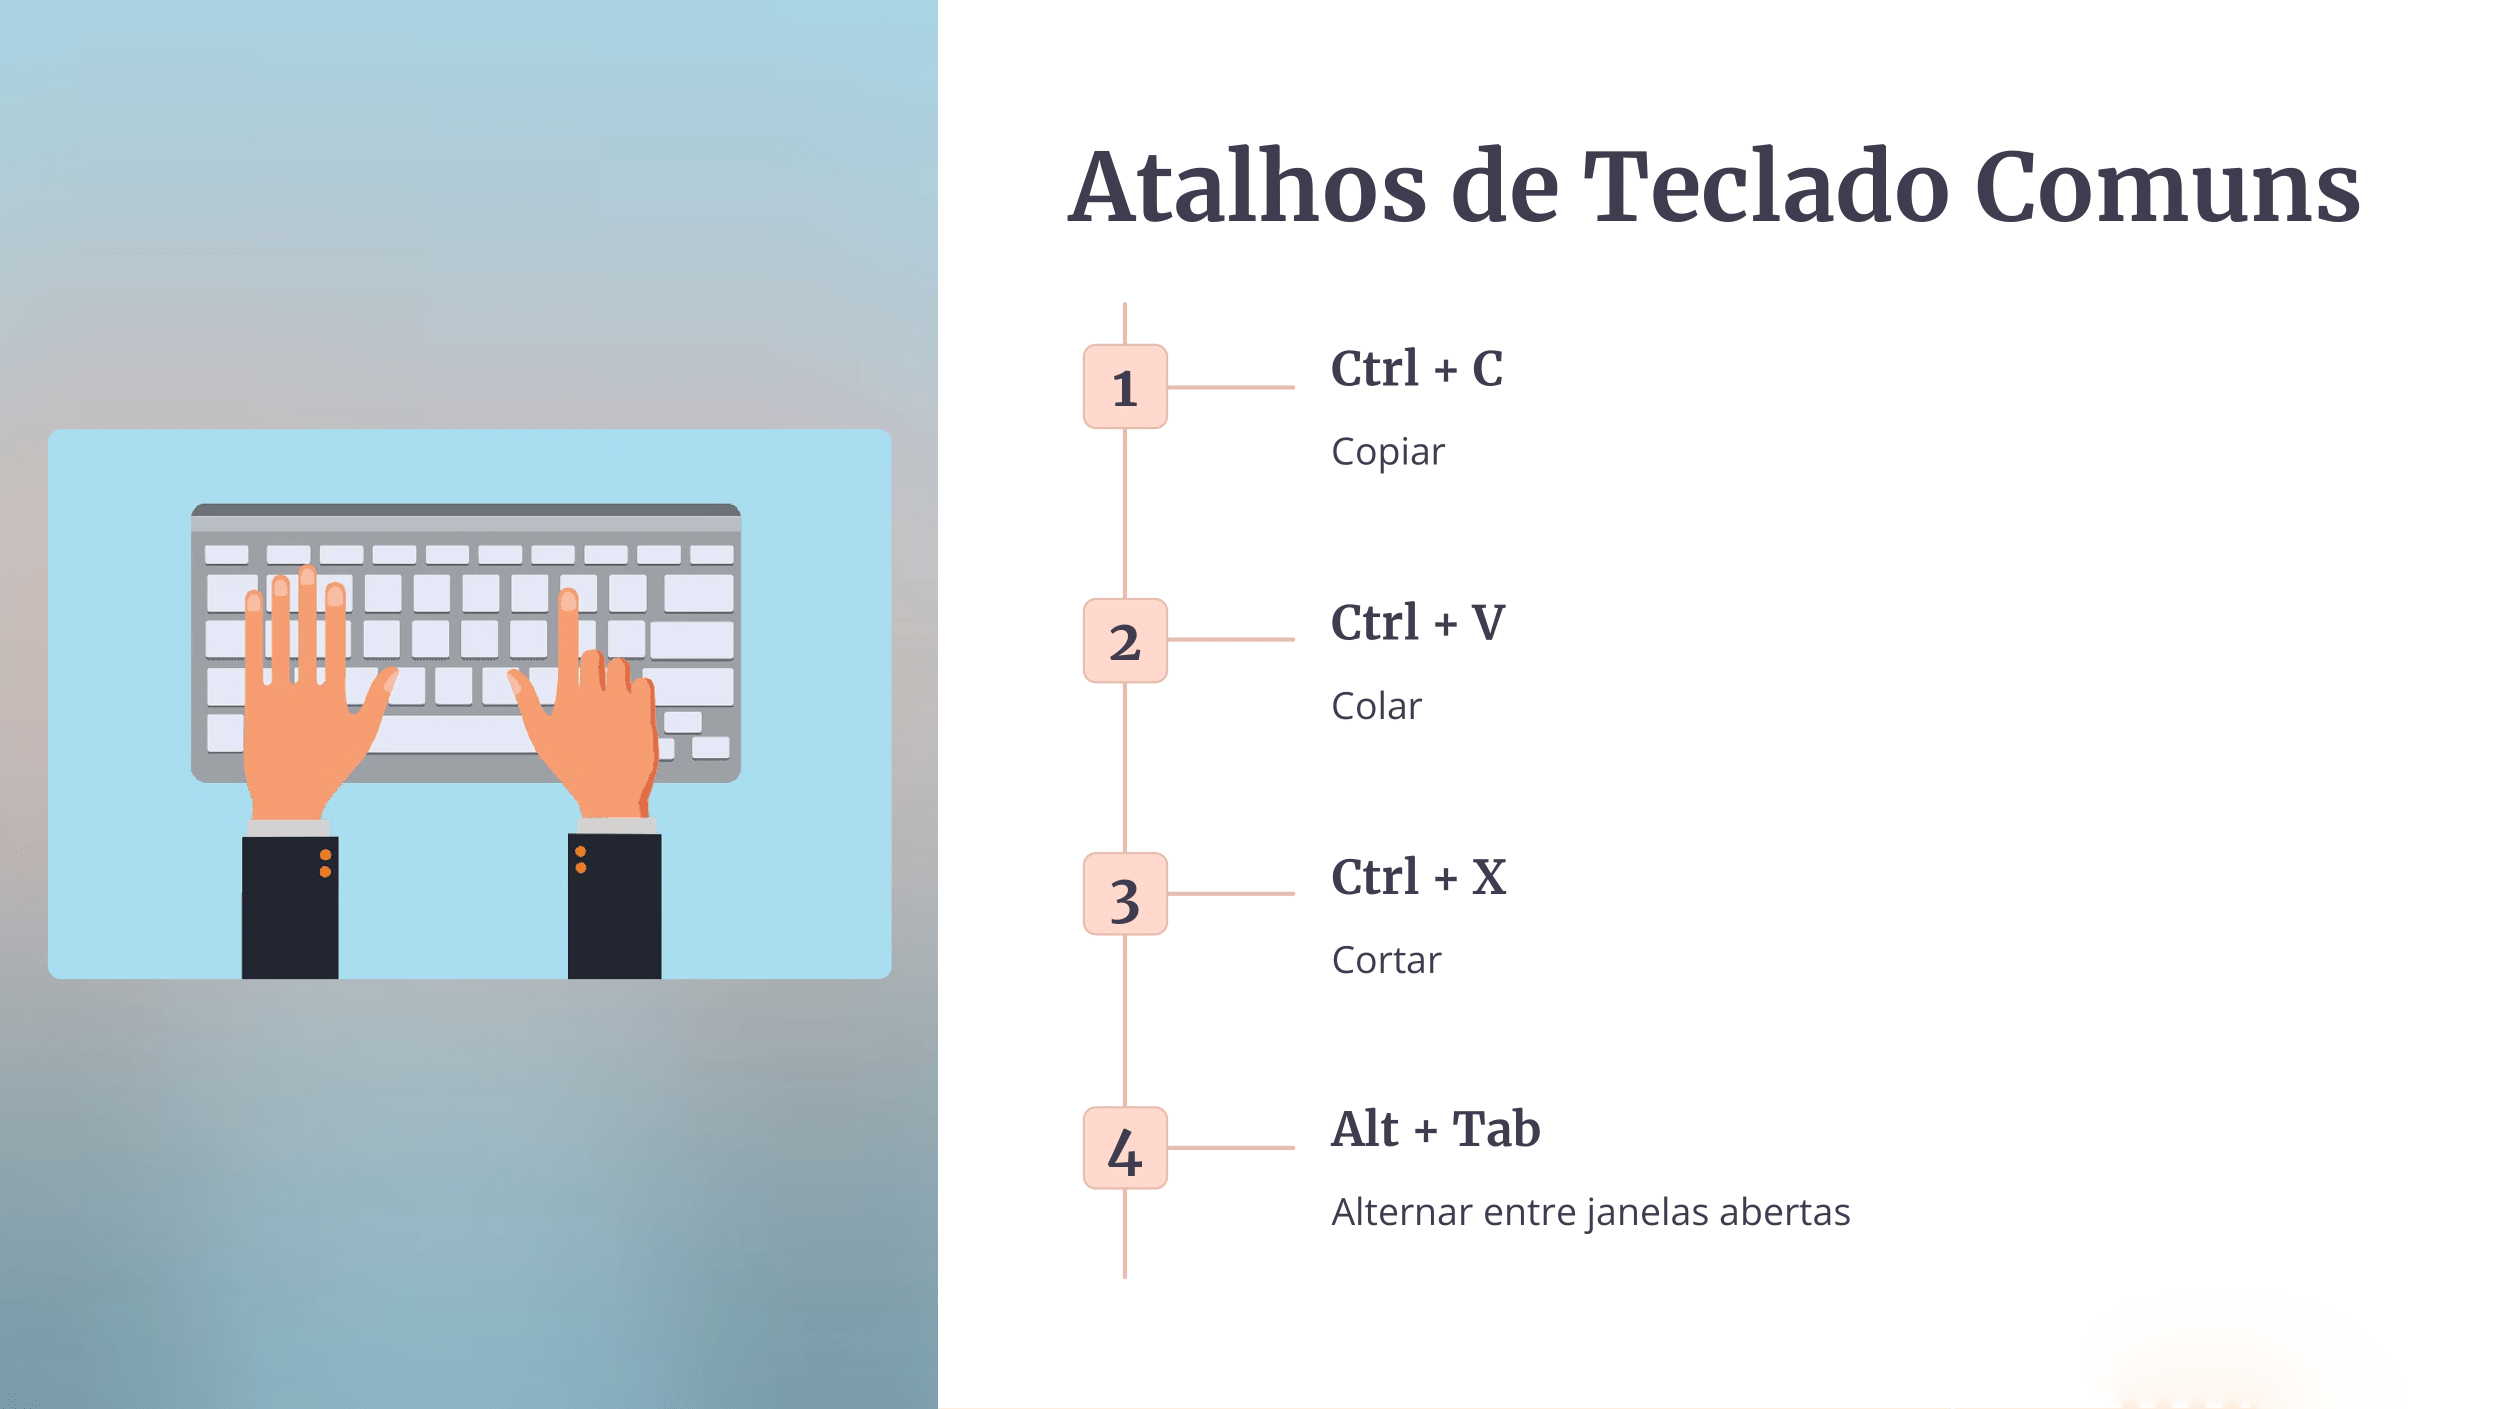 Atalhos de Teclado Comuns
1
Ctrl + C
Copiar
2
Ctrl + V
Colar
3
Ctrl + X
Cortar
4
Alt + Tab
Alternar entre janelas abertas